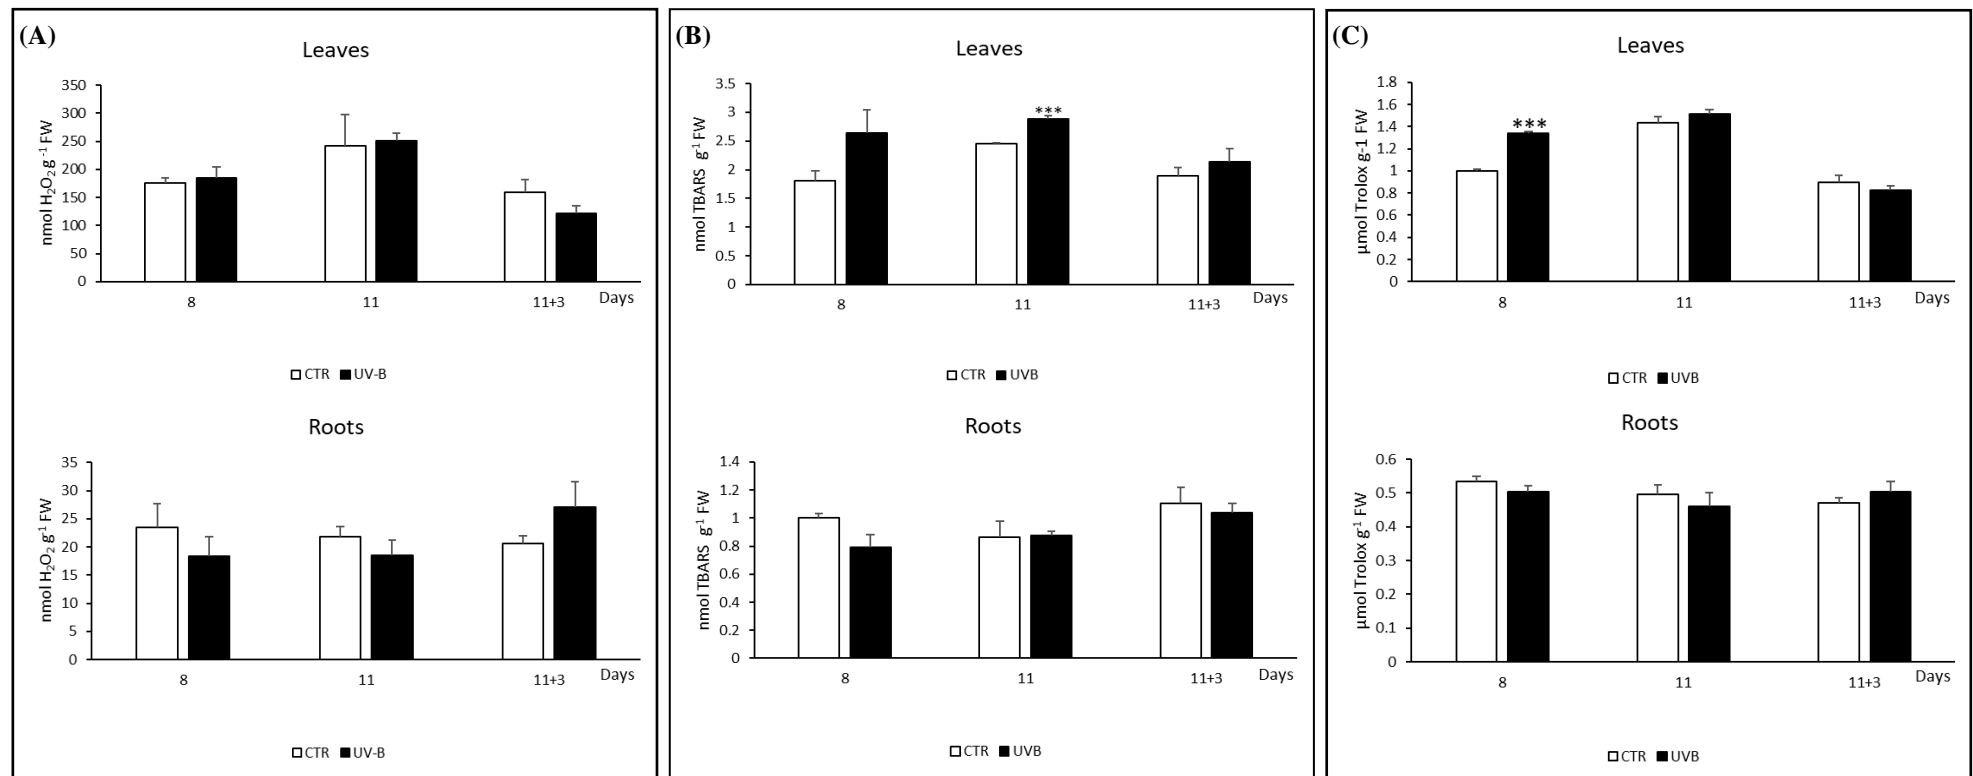 (A)
Leaves
nmol H₂O₂ g⁻¹ FW
350
300
250
200
150
100
50
0
8 11 11+3 Days
CTR UV-B
Roots
nmol H₂O₂ g⁻¹ FW
35
30
25
20
15
10
5
0
8 11 11+3 Days
CTR UV-B
(B)
Leaves
nmol TBARS g⁻¹ FW
3.5
3
2.5
2
1.5
1
0.5
0
***
8 11 11+3 Days
CTR UVB
Roots
nmol TBARS g⁻¹ FW
1.4
1.2
1
0.8
0.6
0.4
0.2
0
8 11 11+3 Days
CTR UVB
(C)
Leaves
µmol Trolox g-1 FW
1.8
1.6
1.4
1.2
1
0.8
0.6
0.4
0.2
0
***
8 11 11+3 Days
CTR UVB
Roots
µmol Trolox g⁻¹ FW
0.6
0.5
0.4
0.3
0.2
0.1
0
8 11 11+3 Days
CTR UVB